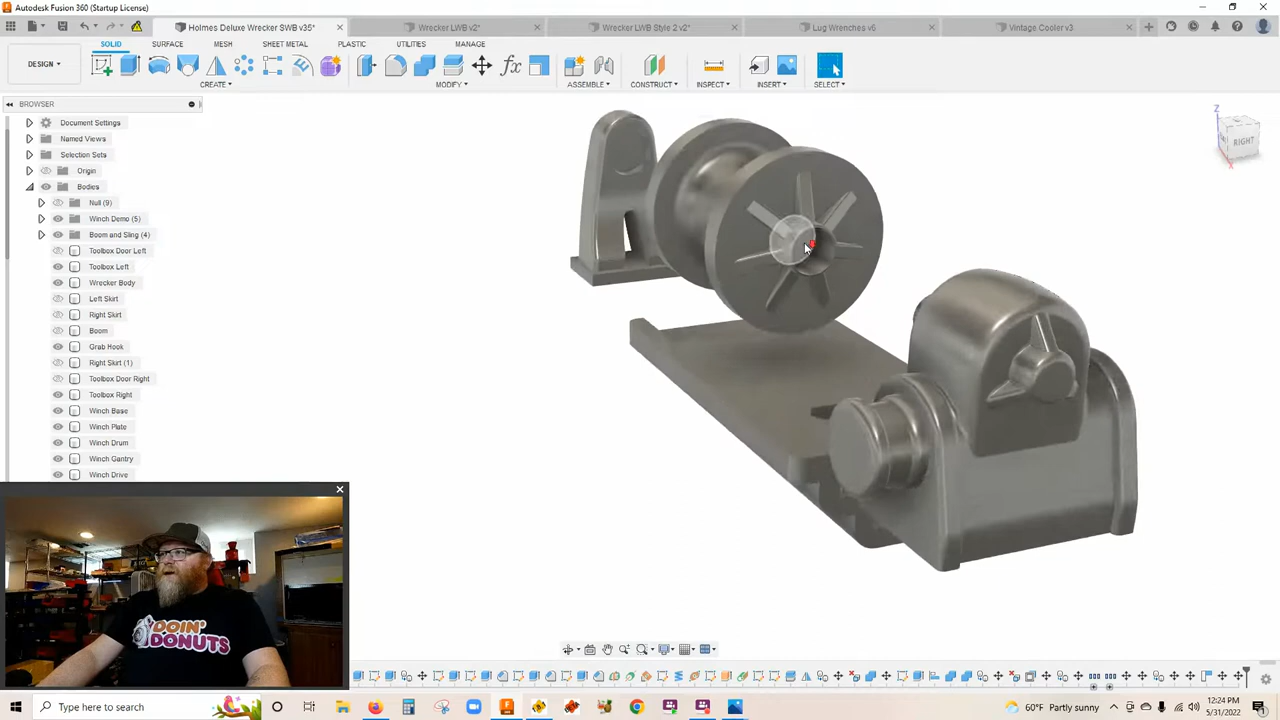 Autodesk Fusion 360 (Startup License)
Holmes Deluxe Wrecker SWB v35*
Wrecker LWB v2*
Wrecker LWB Style 2 v2*
Lug Wrenches v6
Vintage Cooler v3
SOLID SURFACE MESH SHEET METAL PLASTIC UTILITIES MANAGE
DESIGN
CREATE MODIFY ASSEMBLE CONSTRUCT INSPECT INSERT SELECT
BROWSER
Document Settings
Named Views
Selection Sets
Origin
Bodies
Null (9)
Winch Demo (5)
Boom and Sling (4)
Toolbox Door Left
Toolbox Left
Wrecker Body
Left Skirt
Right Skirt
Boom
Grab Hook
Right Skirt (1)
Toolbox Door Right
Toolbox Right
Winch Base
Winch Plate
Winch Drum
Winch Gantry
Winch Drive
Z
RIGHT
X
DOIN'
DONUTS
Type here to search
60°F Partly sunny
12:24 PM
5/31/2022